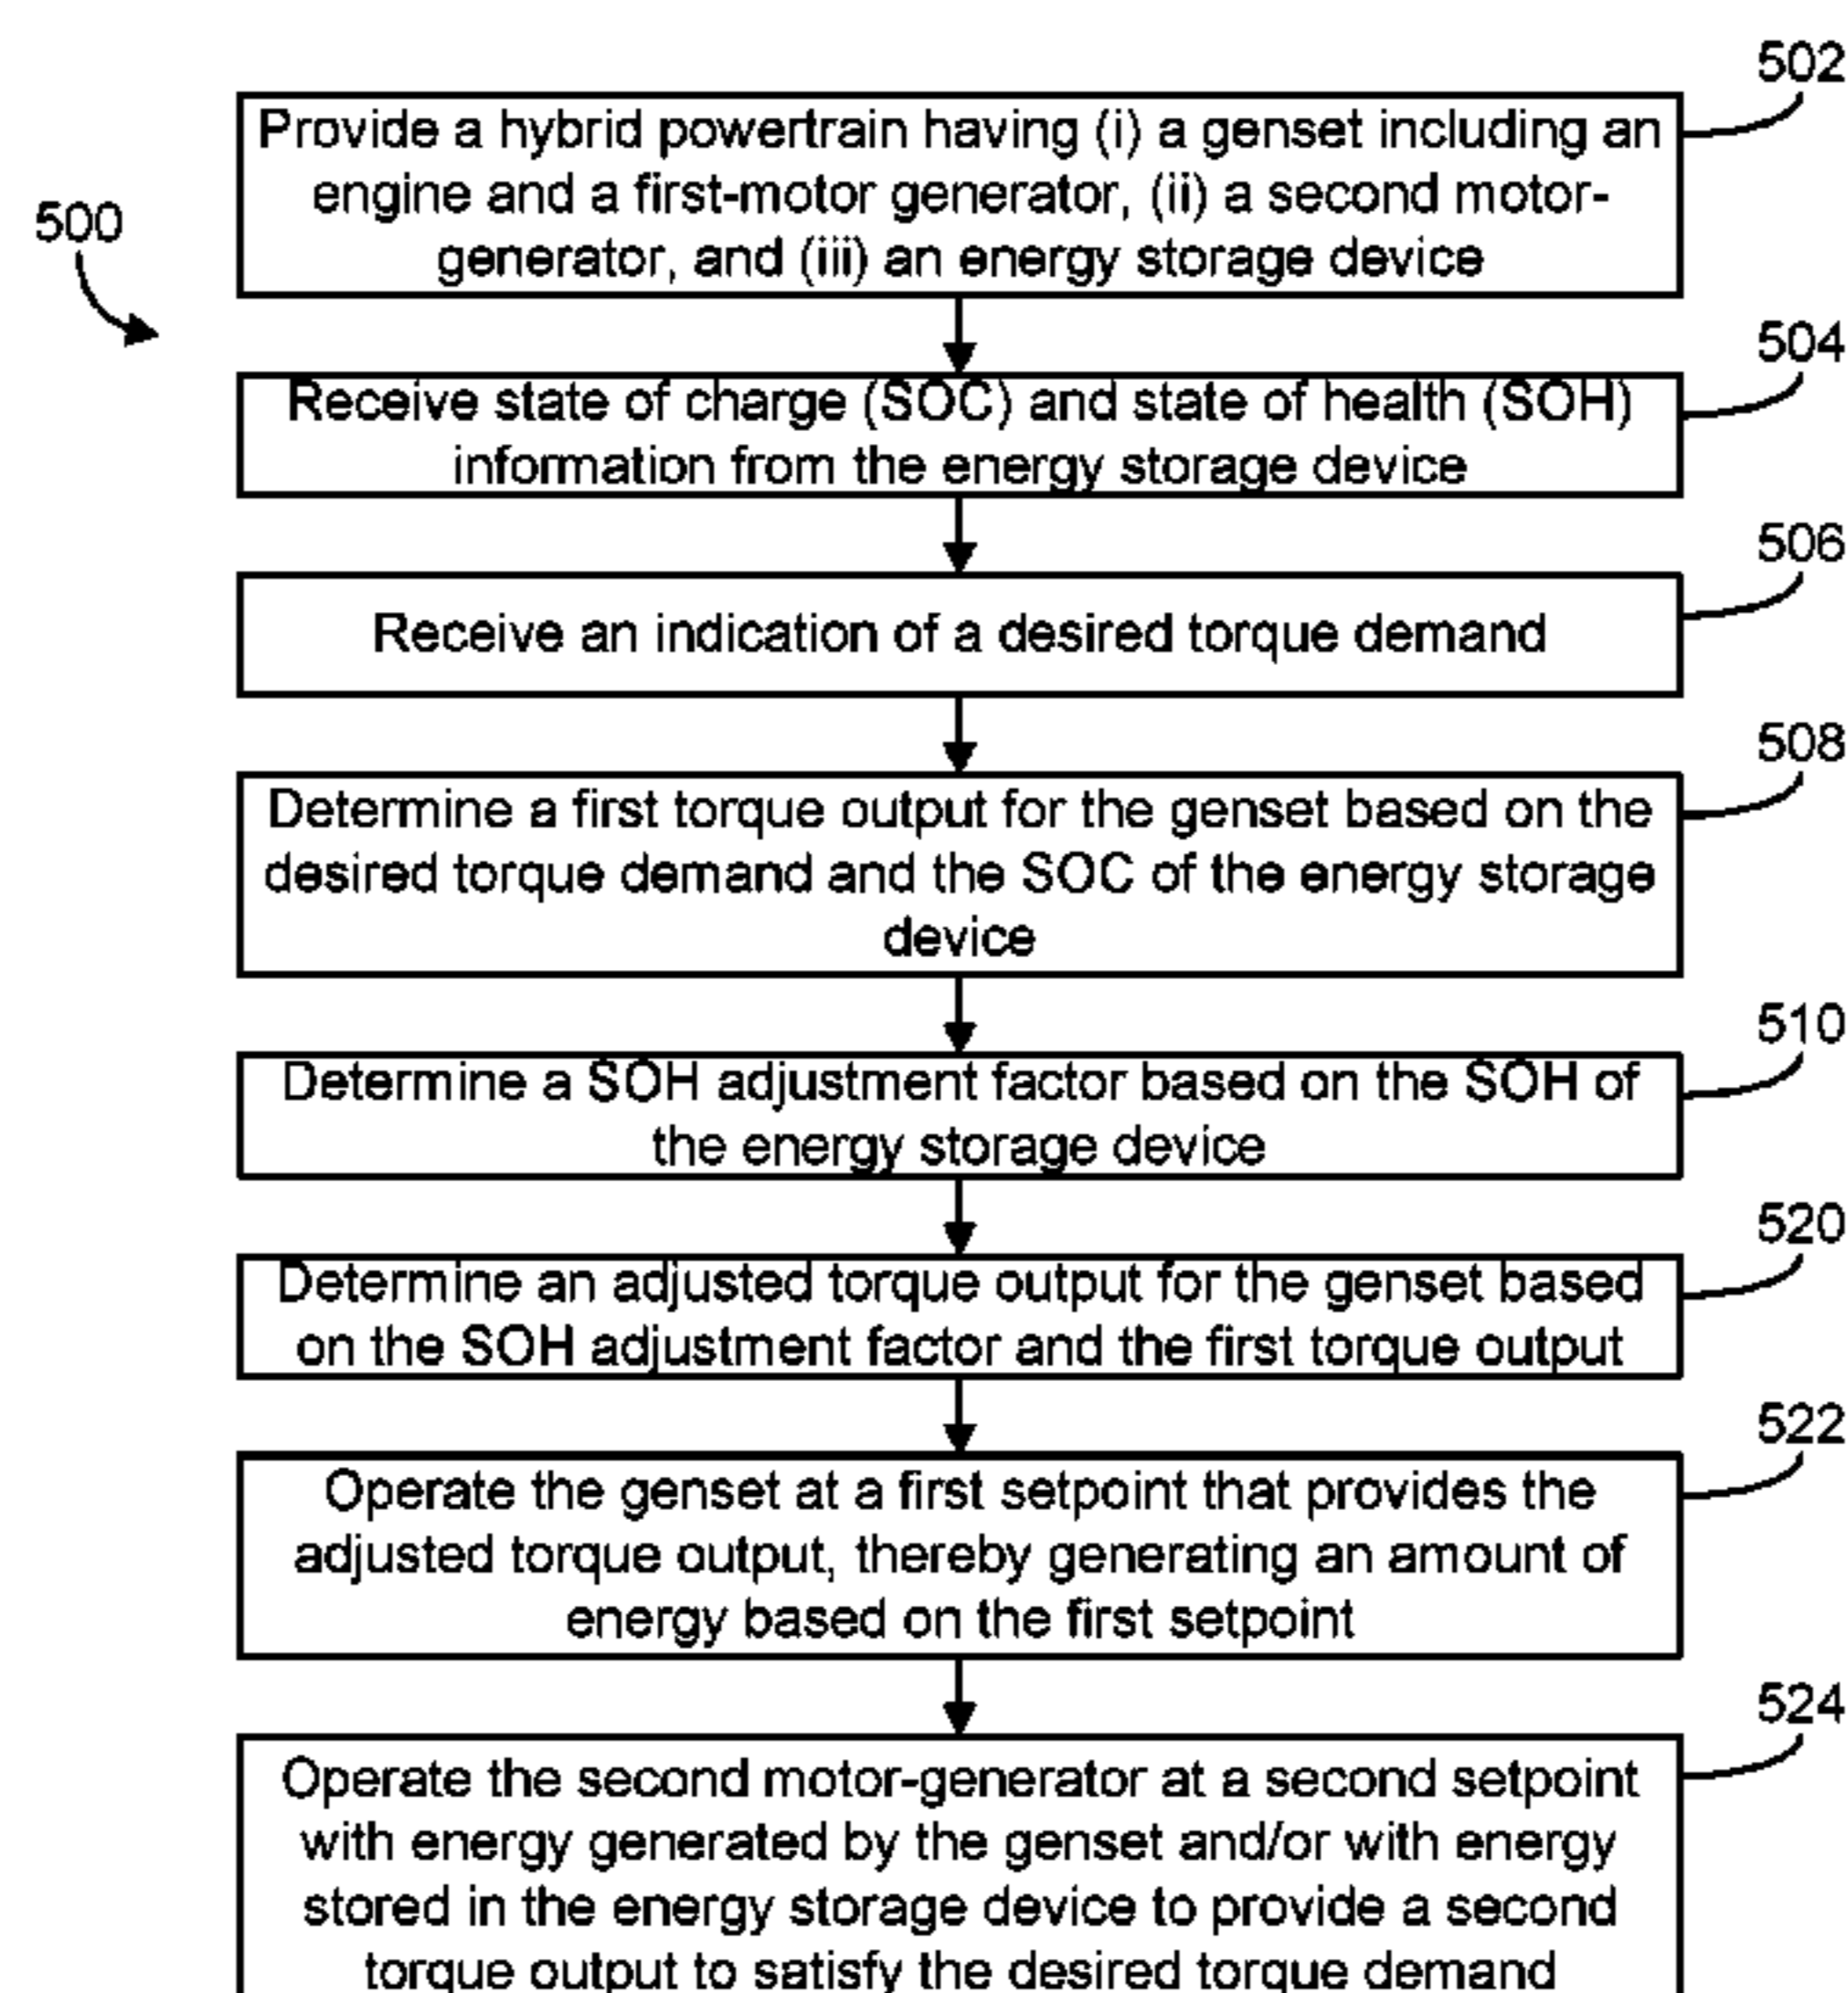 502
Provide a hybrid powertrain having (i) a genset including an
engine and a first-motor generator, (ii) a second motor-
generator, and (iii) an energy storage device
500
504
Receive state of charge (SOC) and state of health (SOH)
information from the energy storage device
506
Receive an indication of a desired torque demand
508
Determine a first torque output for the genset based on the
desired torque demand and the SOC of the energy storage
device
510
Determine a SOH adjustment factor based on the SOH of
the energy storage device
520
Determine an adjusted torque output for the genset based
on the SOH adjustment factor and the first torque output
522
Operate the genset at a first setpoint that provides the
adjusted torque output, thereby generating an amount of
energy based on the first setpoint
524
Operate the second motor-generator at a second setpoint
with energy generated by the genset and/or with energy
stored in the energy storage device to provide a second
torque output to satisfy the desired torque demand